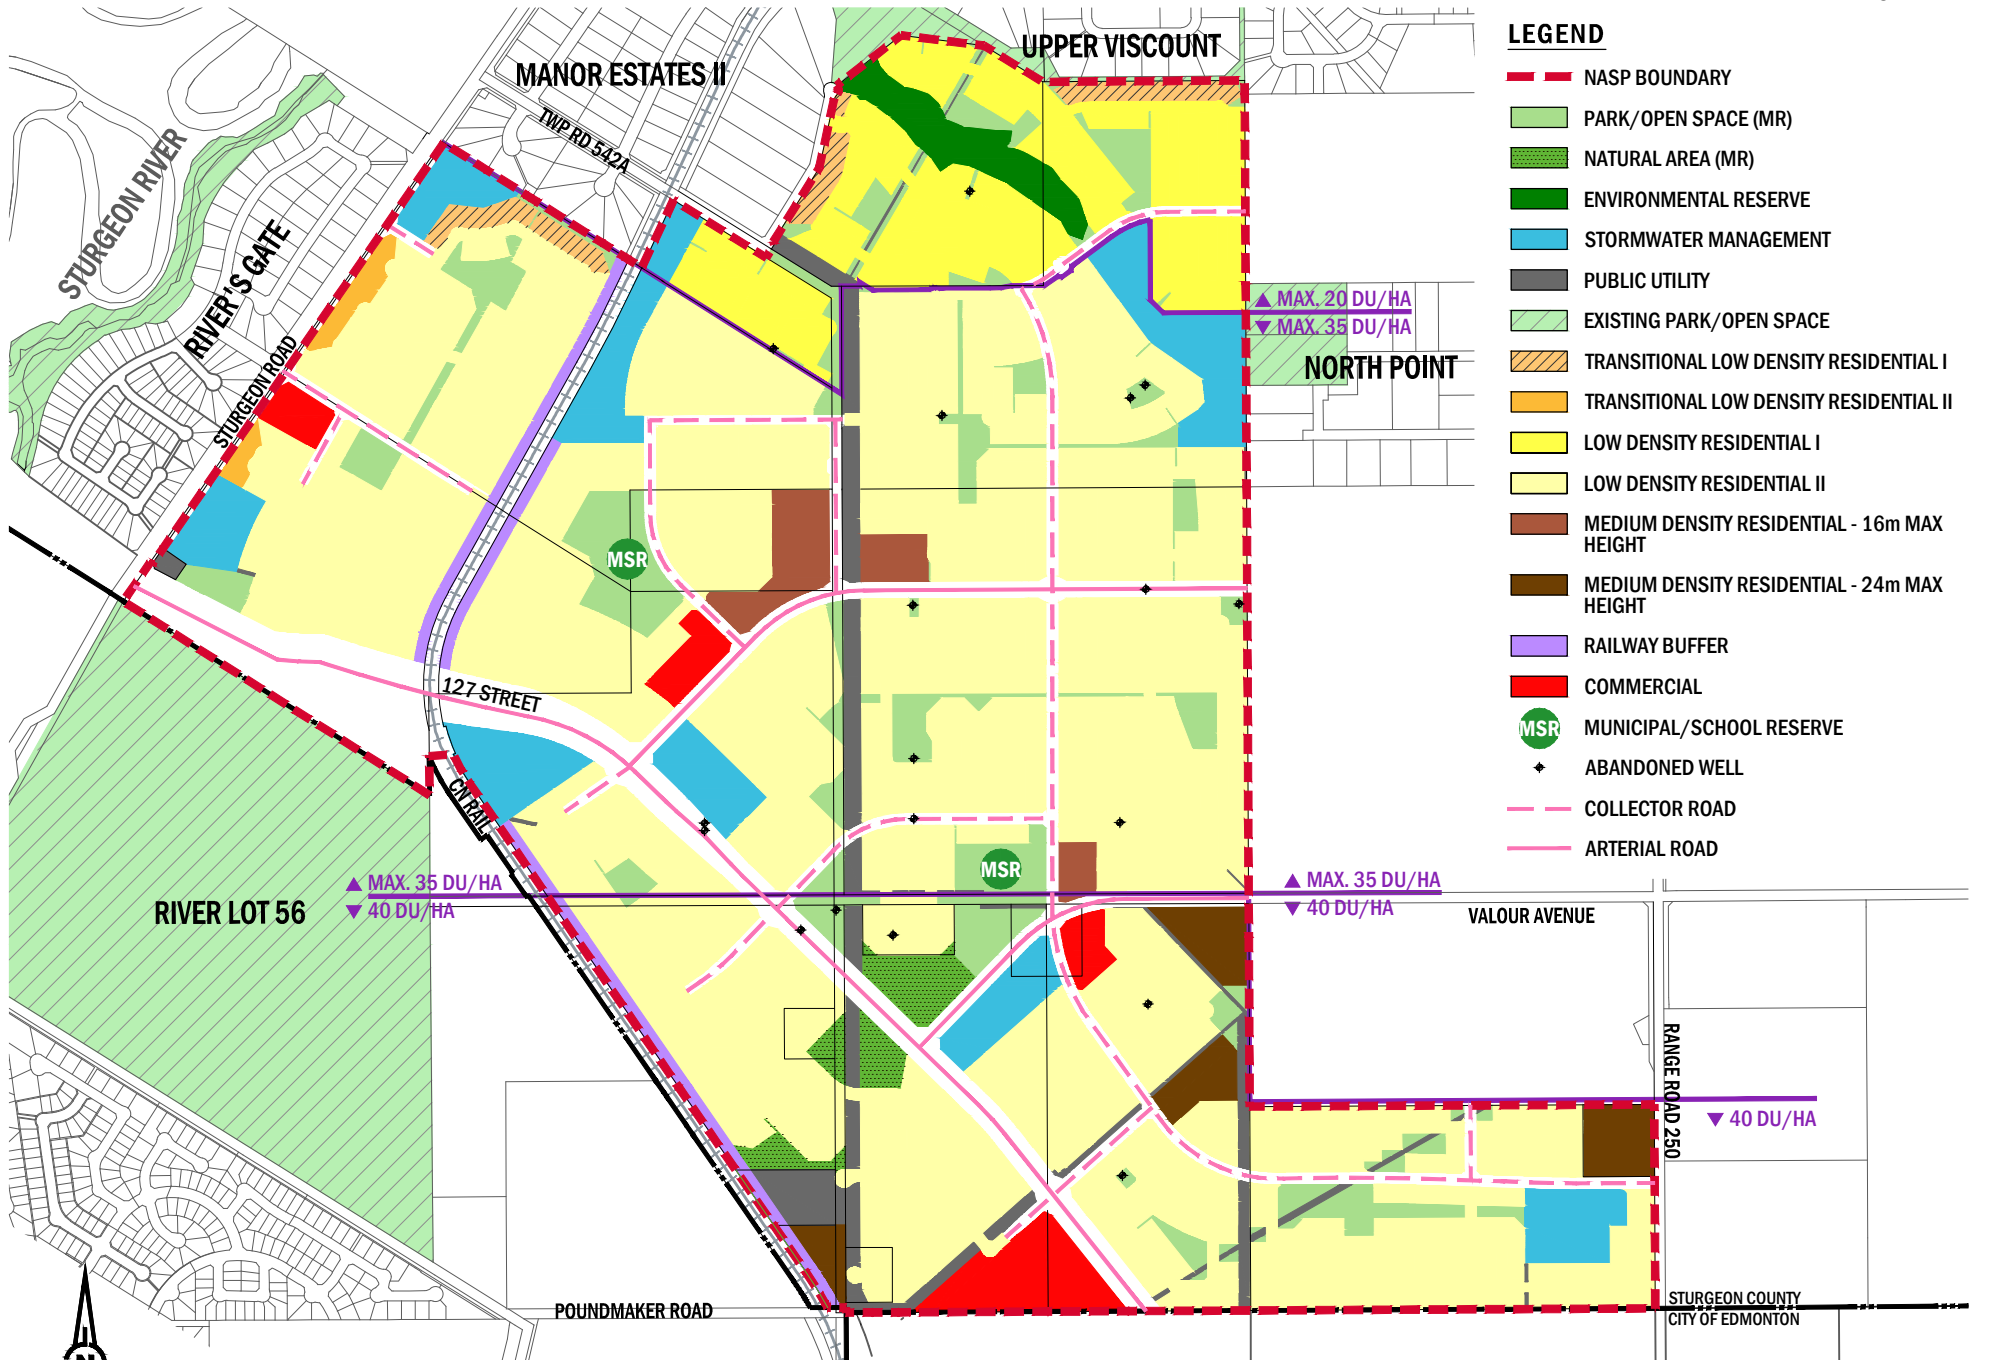 UPPER VISCOUNT
MANOR ESTATES II
TWP RD 542A
STURGEON RIVER
RIVER'S GATE
STURGEON ROAD
▲ MAX. 20 DU/HA
▼ MAX. 35 DU/HA
NORTH POINT
MSR
127 STREET
CN RAIL
MSR
▲ MAX. 35 DU/HA
▼ 40 DU/HA
▲ MAX. 35 DU/HA
▼ 40 DU/HA
RIVER LOT 56
VALOUR AVENUE
RANGE ROAD 250
▼ 40 DU/HA
POUNDMAKER ROAD
STURGEON COUNTY
CITY OF EDMONTON
N
LEGEND
NASP BOUNDARY
PARK/OPEN SPACE (MR)
NATURAL AREA (MR)
ENVIRONMENTAL RESERVE
STORMWATER MANAGEMENT
PUBLIC UTILITY
EXISTING PARK/OPEN SPACE
TRANSITIONAL LOW DENSITY RESIDENTIAL I
TRANSITIONAL LOW DENSITY RESIDENTIAL II
LOW DENSITY RESIDENTIAL I
LOW DENSITY RESIDENTIAL II
MEDIUM DENSITY RESIDENTIAL - 16m MAX
HEIGHT
MEDIUM DENSITY RESIDENTIAL - 24m MAX
HEIGHT
RAILWAY BUFFER
COMMERCIAL
MSR MUNICIPAL/SCHOOL RESERVE
ABANDONED WELL
COLLECTOR ROAD
ARTERIAL ROAD